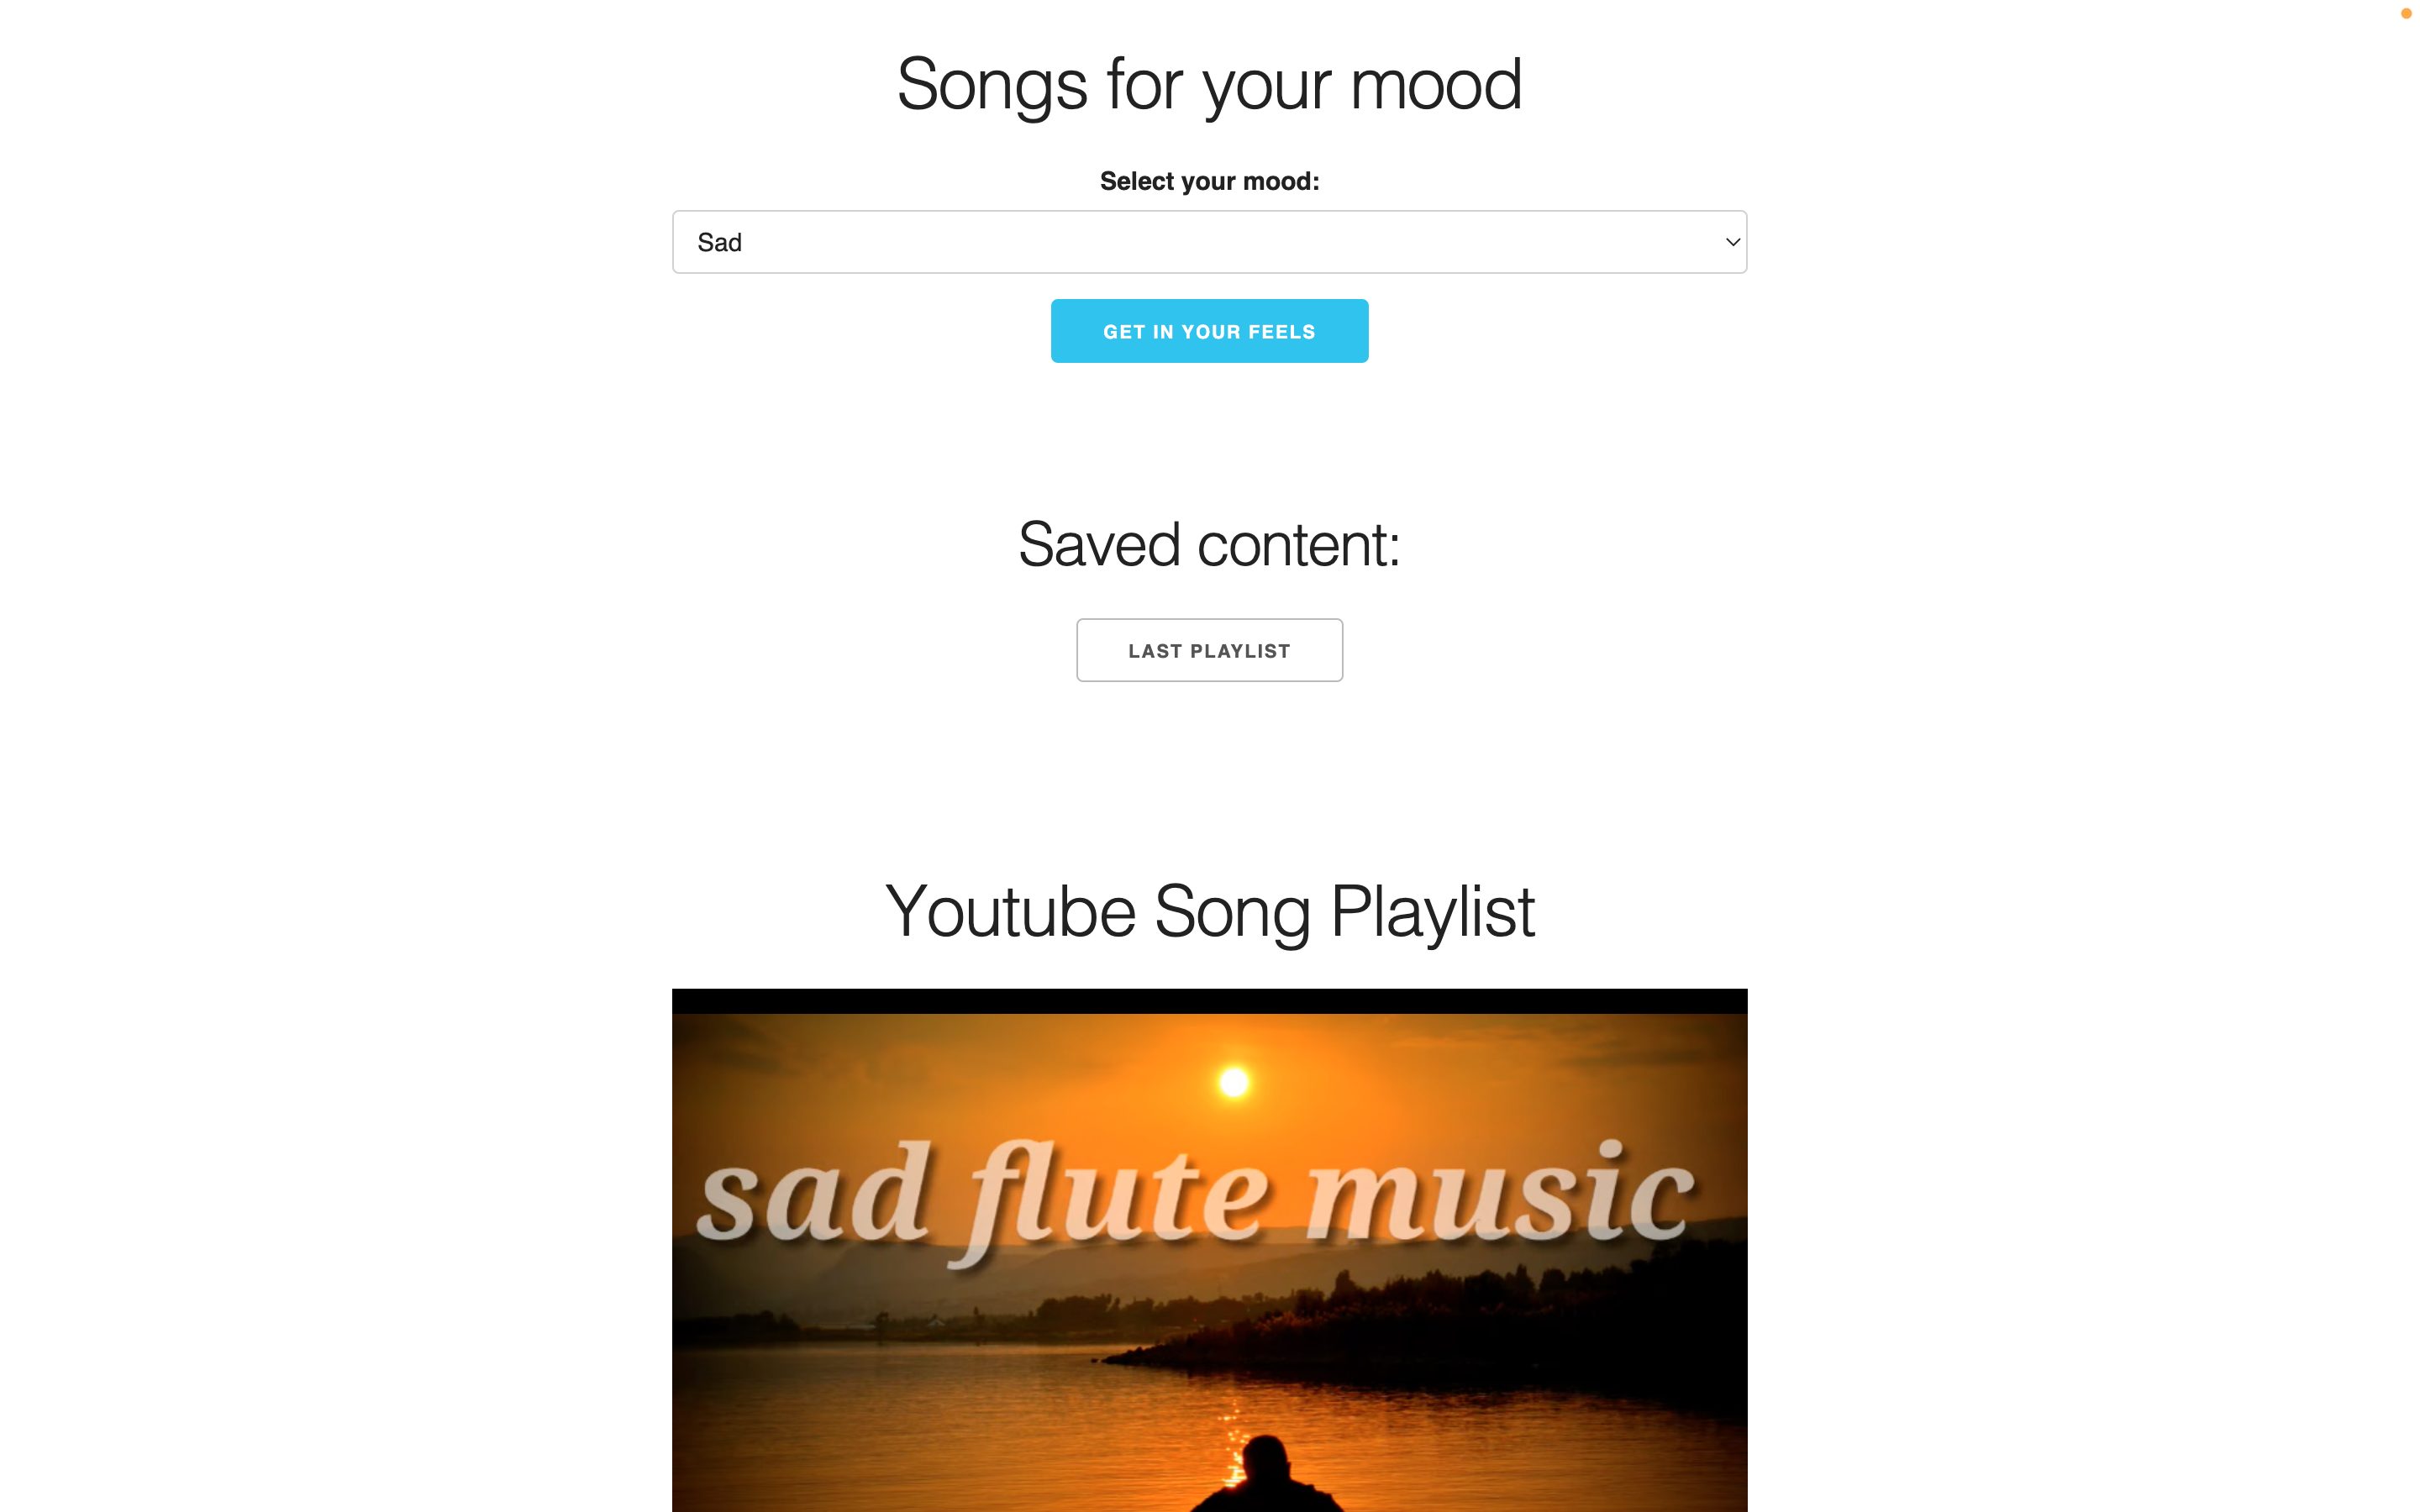 Songs for your mood
Select your mood:
Sad
GET IN YOUR FEELS
Saved content:
LAST PLAYLIST
Youtube Song Playlist
sad flute music